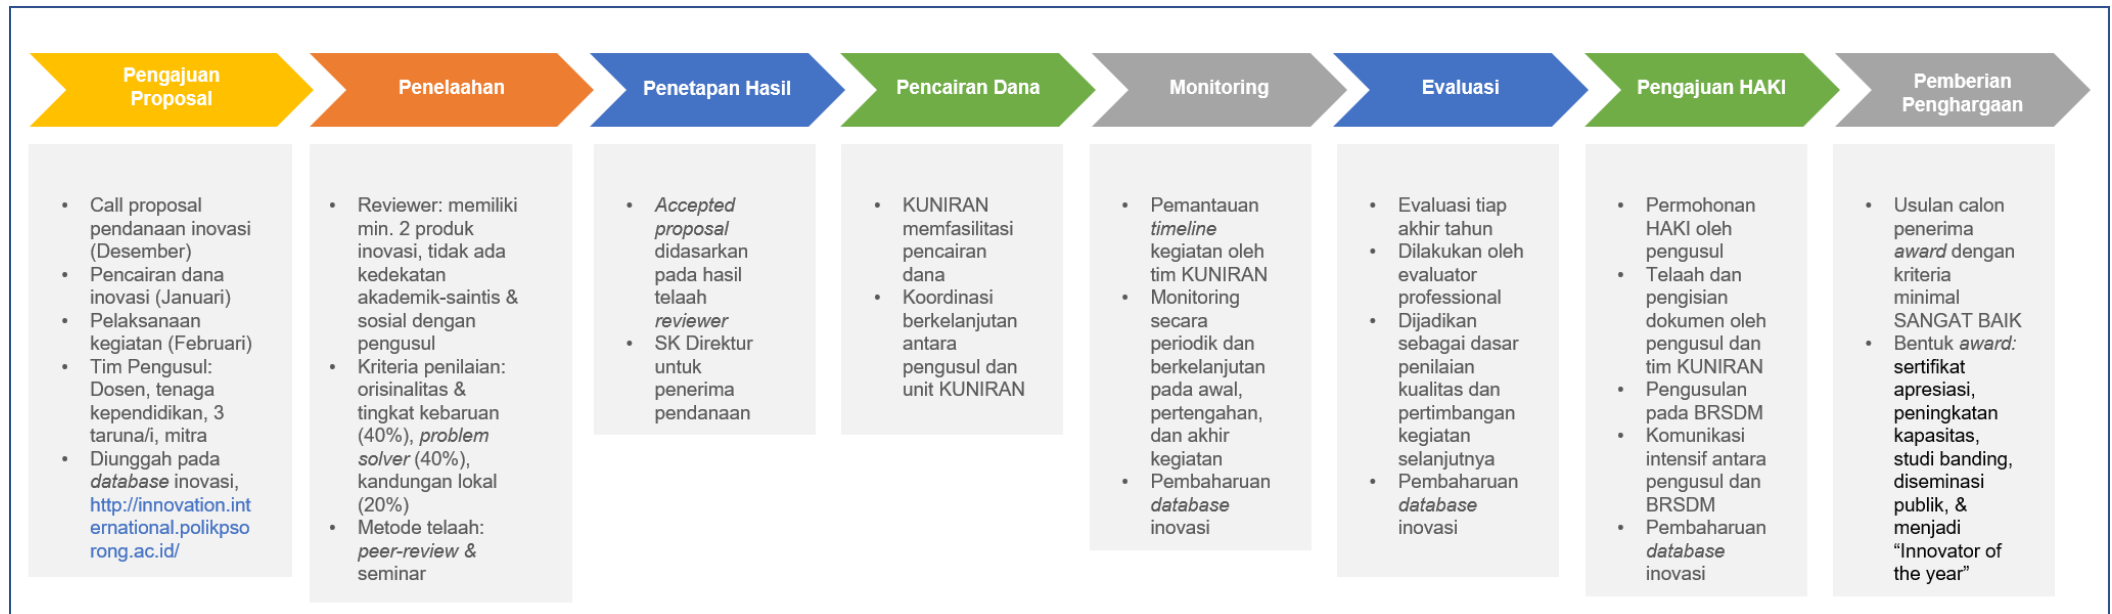 Pengajuan
Proposal
Penelaahan
Penetapan Hasil
Pencairan Dana
Monitoring
Evaluasi
Pengajuan HAKI
Pemberian
Penghargaan
• Call proposal
pendanaan inovasi
(Desember)
• Pencairan dana
inovasi (Januari)
• Pelaksanaan
kegiatan (Februari)
• Tim Pengusul:
Dosen, tenaga
kependidikan, 3
taruna/i, mitra
• Diunggah pada
database inovasi,
http://innovation.int
ernational.polikpso
rong.ac.id/
• Reviewer: memiliki
min. 2 produk
inovasi, tidak ada
kedekatan
akademik-saintis &
sosial dengan
pengusul
• Kriteria penilaian:
orisinalitas &
tingkat kebaruan
(40%), problem
solver (40%),
kandungan lokal
(20%)
• Metode telaah:
peer-review &
seminar
• Accepted
proposal
didasarkan
pada hasil
telaah
reviewer
• SK Direktur
untuk
penerima
pendanaan
• KUNIRAN
memfasilitasi
pencairan
dana
• Koordinasi
berkelanjutan
antara
pengusul dan
unit KUNIRAN
• Pemantauan
timeline
kegiatan oleh
tim KUNIRAN
• Monitoring
secara
periodik dan
berkelanjutan
pada awal,
pertengahan,
dan akhir
kegiatan
• Pembaharuan
database
inovasi
• Evaluasi tiap
akhir tahun
• Dilakukan oleh
evaluator
professional
• Dijadikan
sebagai dasar
penilaian
kualitas dan
pertimbangan
kegiatan
selanjutnya
• Pembaharuan
database
inovasi
• Permohonan
HAKI oleh
pengusul
• Telaah dan
pengisian
dokumen oleh
pengusul dan
tim KUNIRAN
• Pengusulan
pada BRSDM
• Komunikasi
intensif antara
pengusul dan
BRSDM
• Pembaharuan
database
inovasi
• Usulan calon
penerima
award dengan
kriteria
minimal
SANGAT BAIK
• Bentuk award:
sertifikat
apresiasi,
peningkatan
kapasitas,
studi banding,
diseminasi
publik, &
menjadi
“Innovator of
the year”